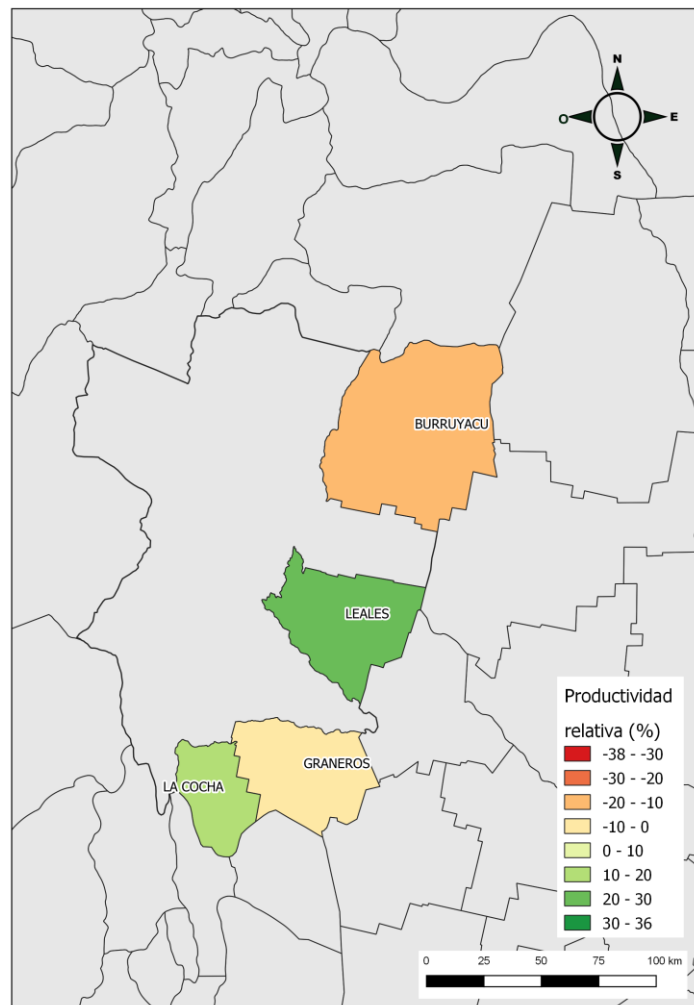 N
O
E
S
BURRUYACU
LEALES
GRANEROS
LA COCHA
Productividad
relativa (%)
-38 - -30
-30 - -20
-20 - -10
-10 - 0
0 - 10
10 - 20
20 - 30
30 - 36
0 25 50 75 100 km